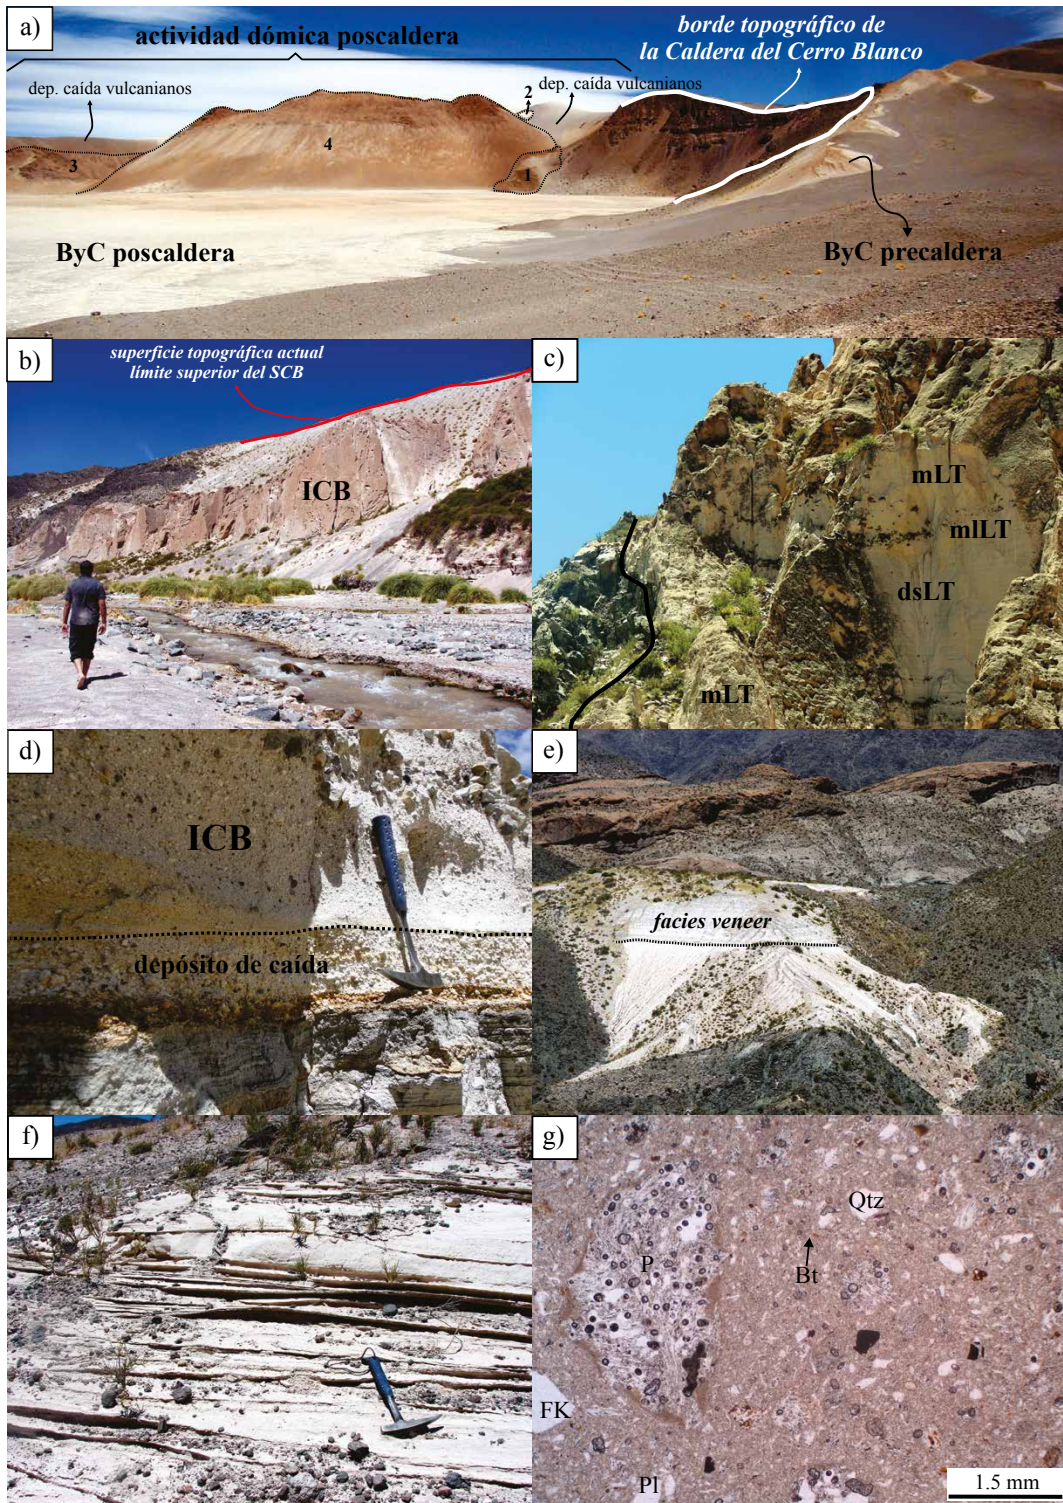 a)
actividad dómica poscaldera
borde topográfico de
la Caldera del Cerro Blanco
dep. caída vulcanianos
2
dep. caída vulcanianos
3
4
1
ByC poscaldera
ByC precaldera
b)
superficie topográfica actual
límite superior del SCB
ICB
c)
mLT
mlLT
dsLT
mLT
d)
ICB
depósito de caída
e)
facies veneer
f)
g)
Qtz
P
Bt
FK
Pl
1.5 mm